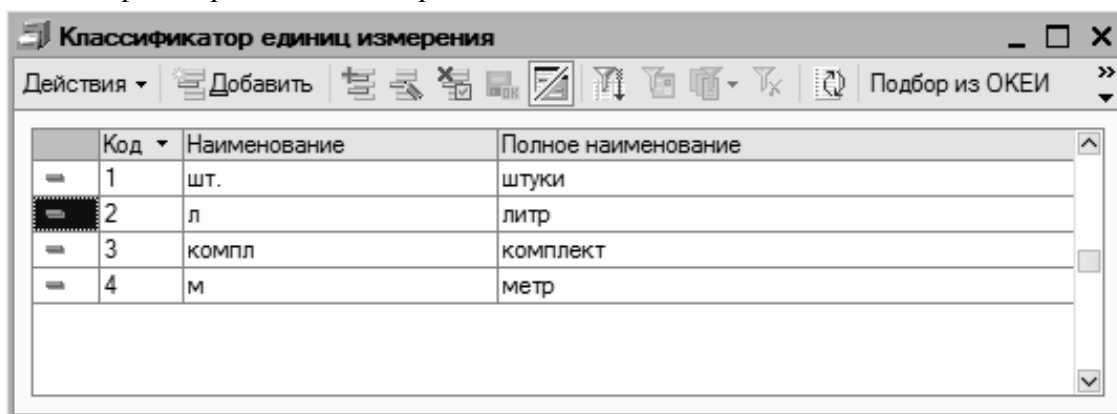 Классификатор единиц измерения
Действия Добавить Подбор из ОКЕИ
Код Наименование Полное наименование
1 шт. штуки
2 л литр
3 компл комплект
4 м метр